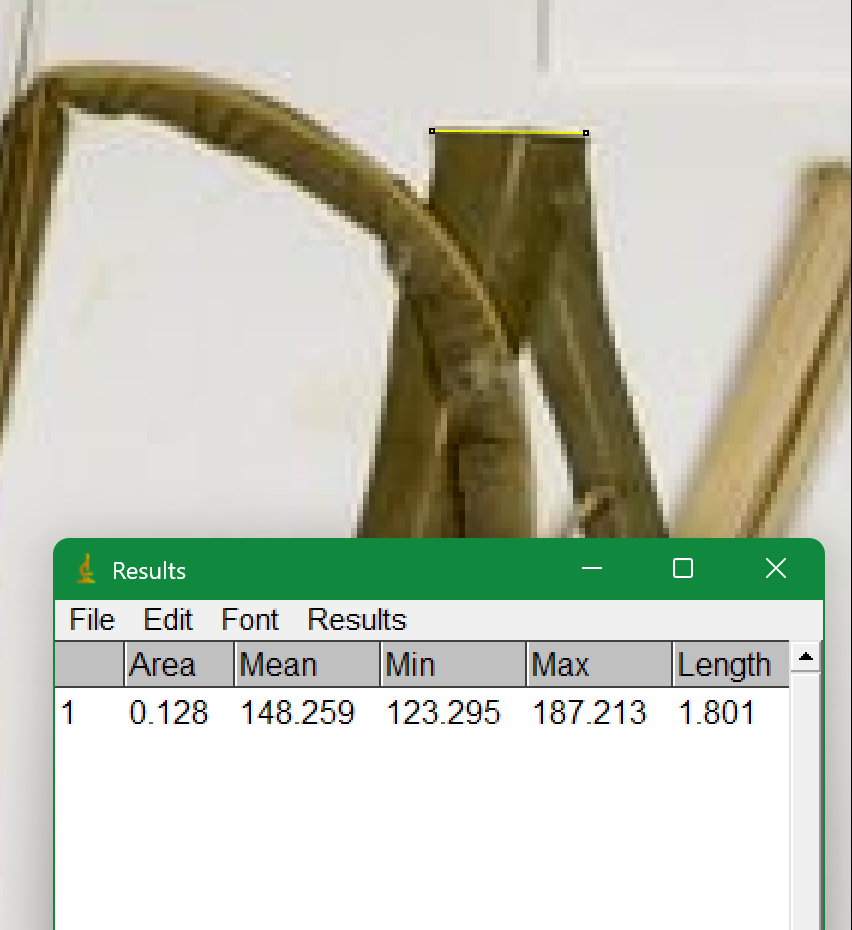 Results
File Edit Font Results
Area Mean Min Max Length
1 0.128 148.259 123.295 187.213 1.801